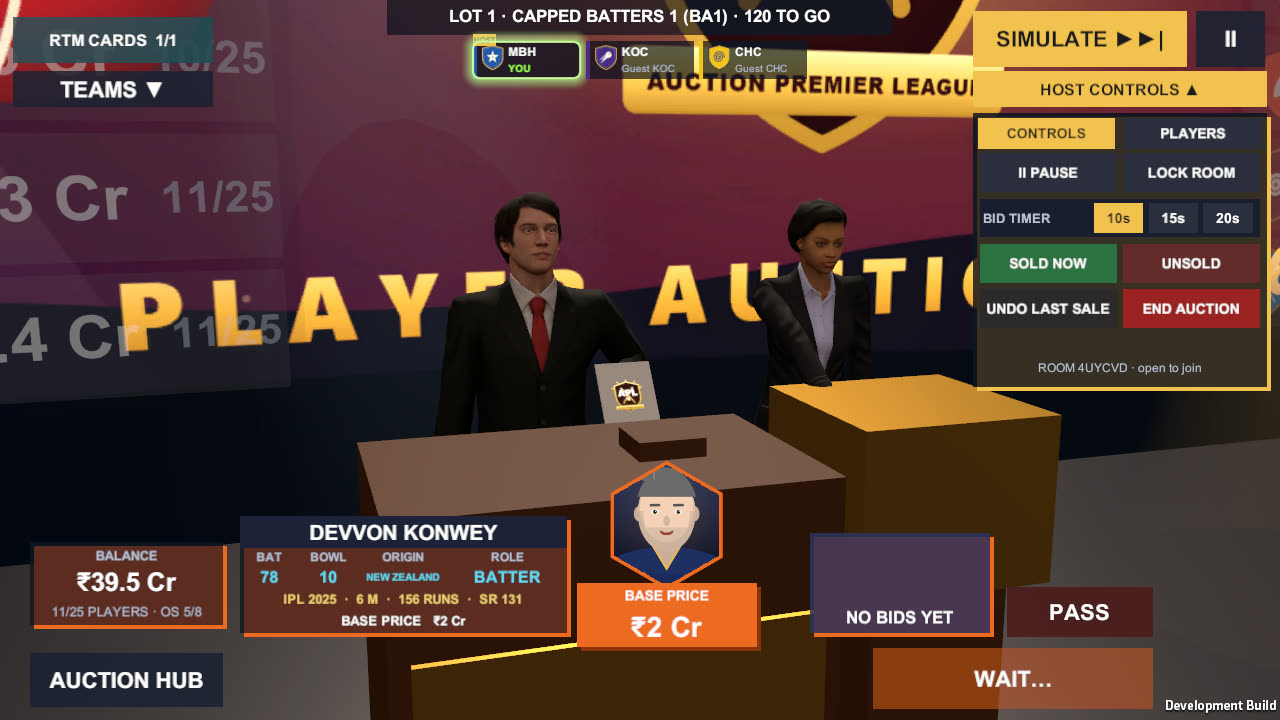 RTM CARDS 1/1
TEAMS ▼
LOT 1 · CAPPED BATTERS 1 (BA1) · 120 TO GO
HOST
MBH
YOU
KOC
Guest KOC
CHC
Guest CHC
SIMULATE ►►|
II
HOST CONTROLS ▲
CONTROLS
PLAYERS
II PAUSE
LOCK ROOM
BID TIMER
10s
15s
20s
SOLD NOW
UNSOLD
UNDO LAST SALE
END AUCTION
ROOM 4UYCVD · open to join
10/25
3 Cr 11/25
.4 Cr 11/25
AUCTION PREMIER LEAGU
PLAYER AUCTIO
APL
BALANCE
₹39.5 Cr
11/25 PLAYERS · OS 5/8
DEVVON KONWEY
BAT BOWL ORIGIN ROLE
78 10 NEW ZEALAND BATTER
IPL 2025 · 6 M · 156 RUNS · SR 131
BASE PRICE ₹2 Cr
BASE PRICE
₹2 Cr
NO BIDS YET
PASS
AUCTION HUB
WAIT...
Development Build